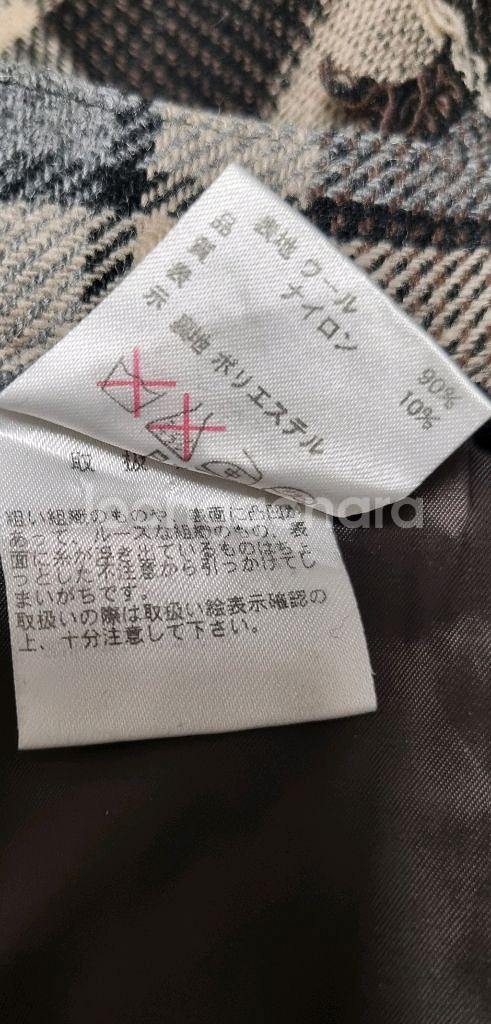 品質表示
表地 ウール 90%
ナイロン 10%
裏地 ポリエステル
取扱
粗い組織のものや、表面に凸凹が
あって、ルーズな組織のもの、表
面に糸が浮き出ているものはちょ
っとした不注意から引っかけてし
まいがちです。
取扱いの際は取扱い絵表示確認の
上、十分注意して下さい。